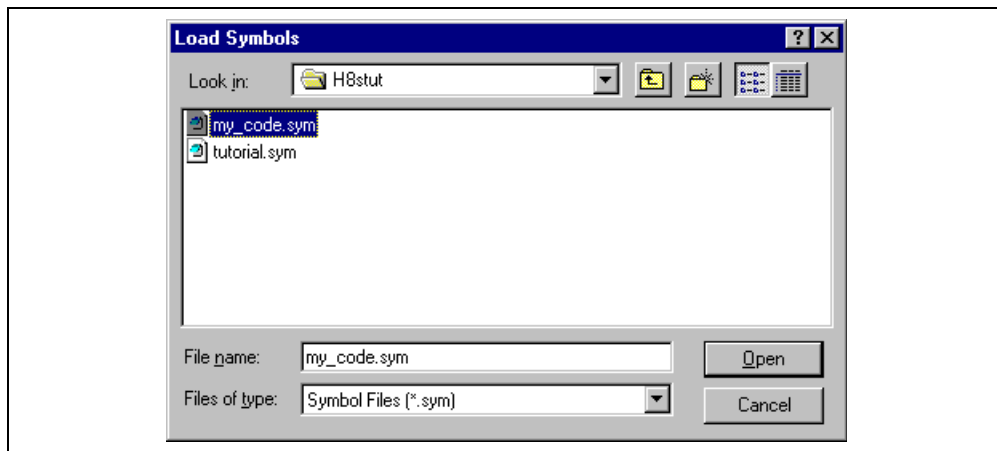 Load Symbols
Look in: H8stut
my_code.sym
tutorial.sym
File name: my_code.sym Open
Files of type: Symbol Files (*.sym) Cancel